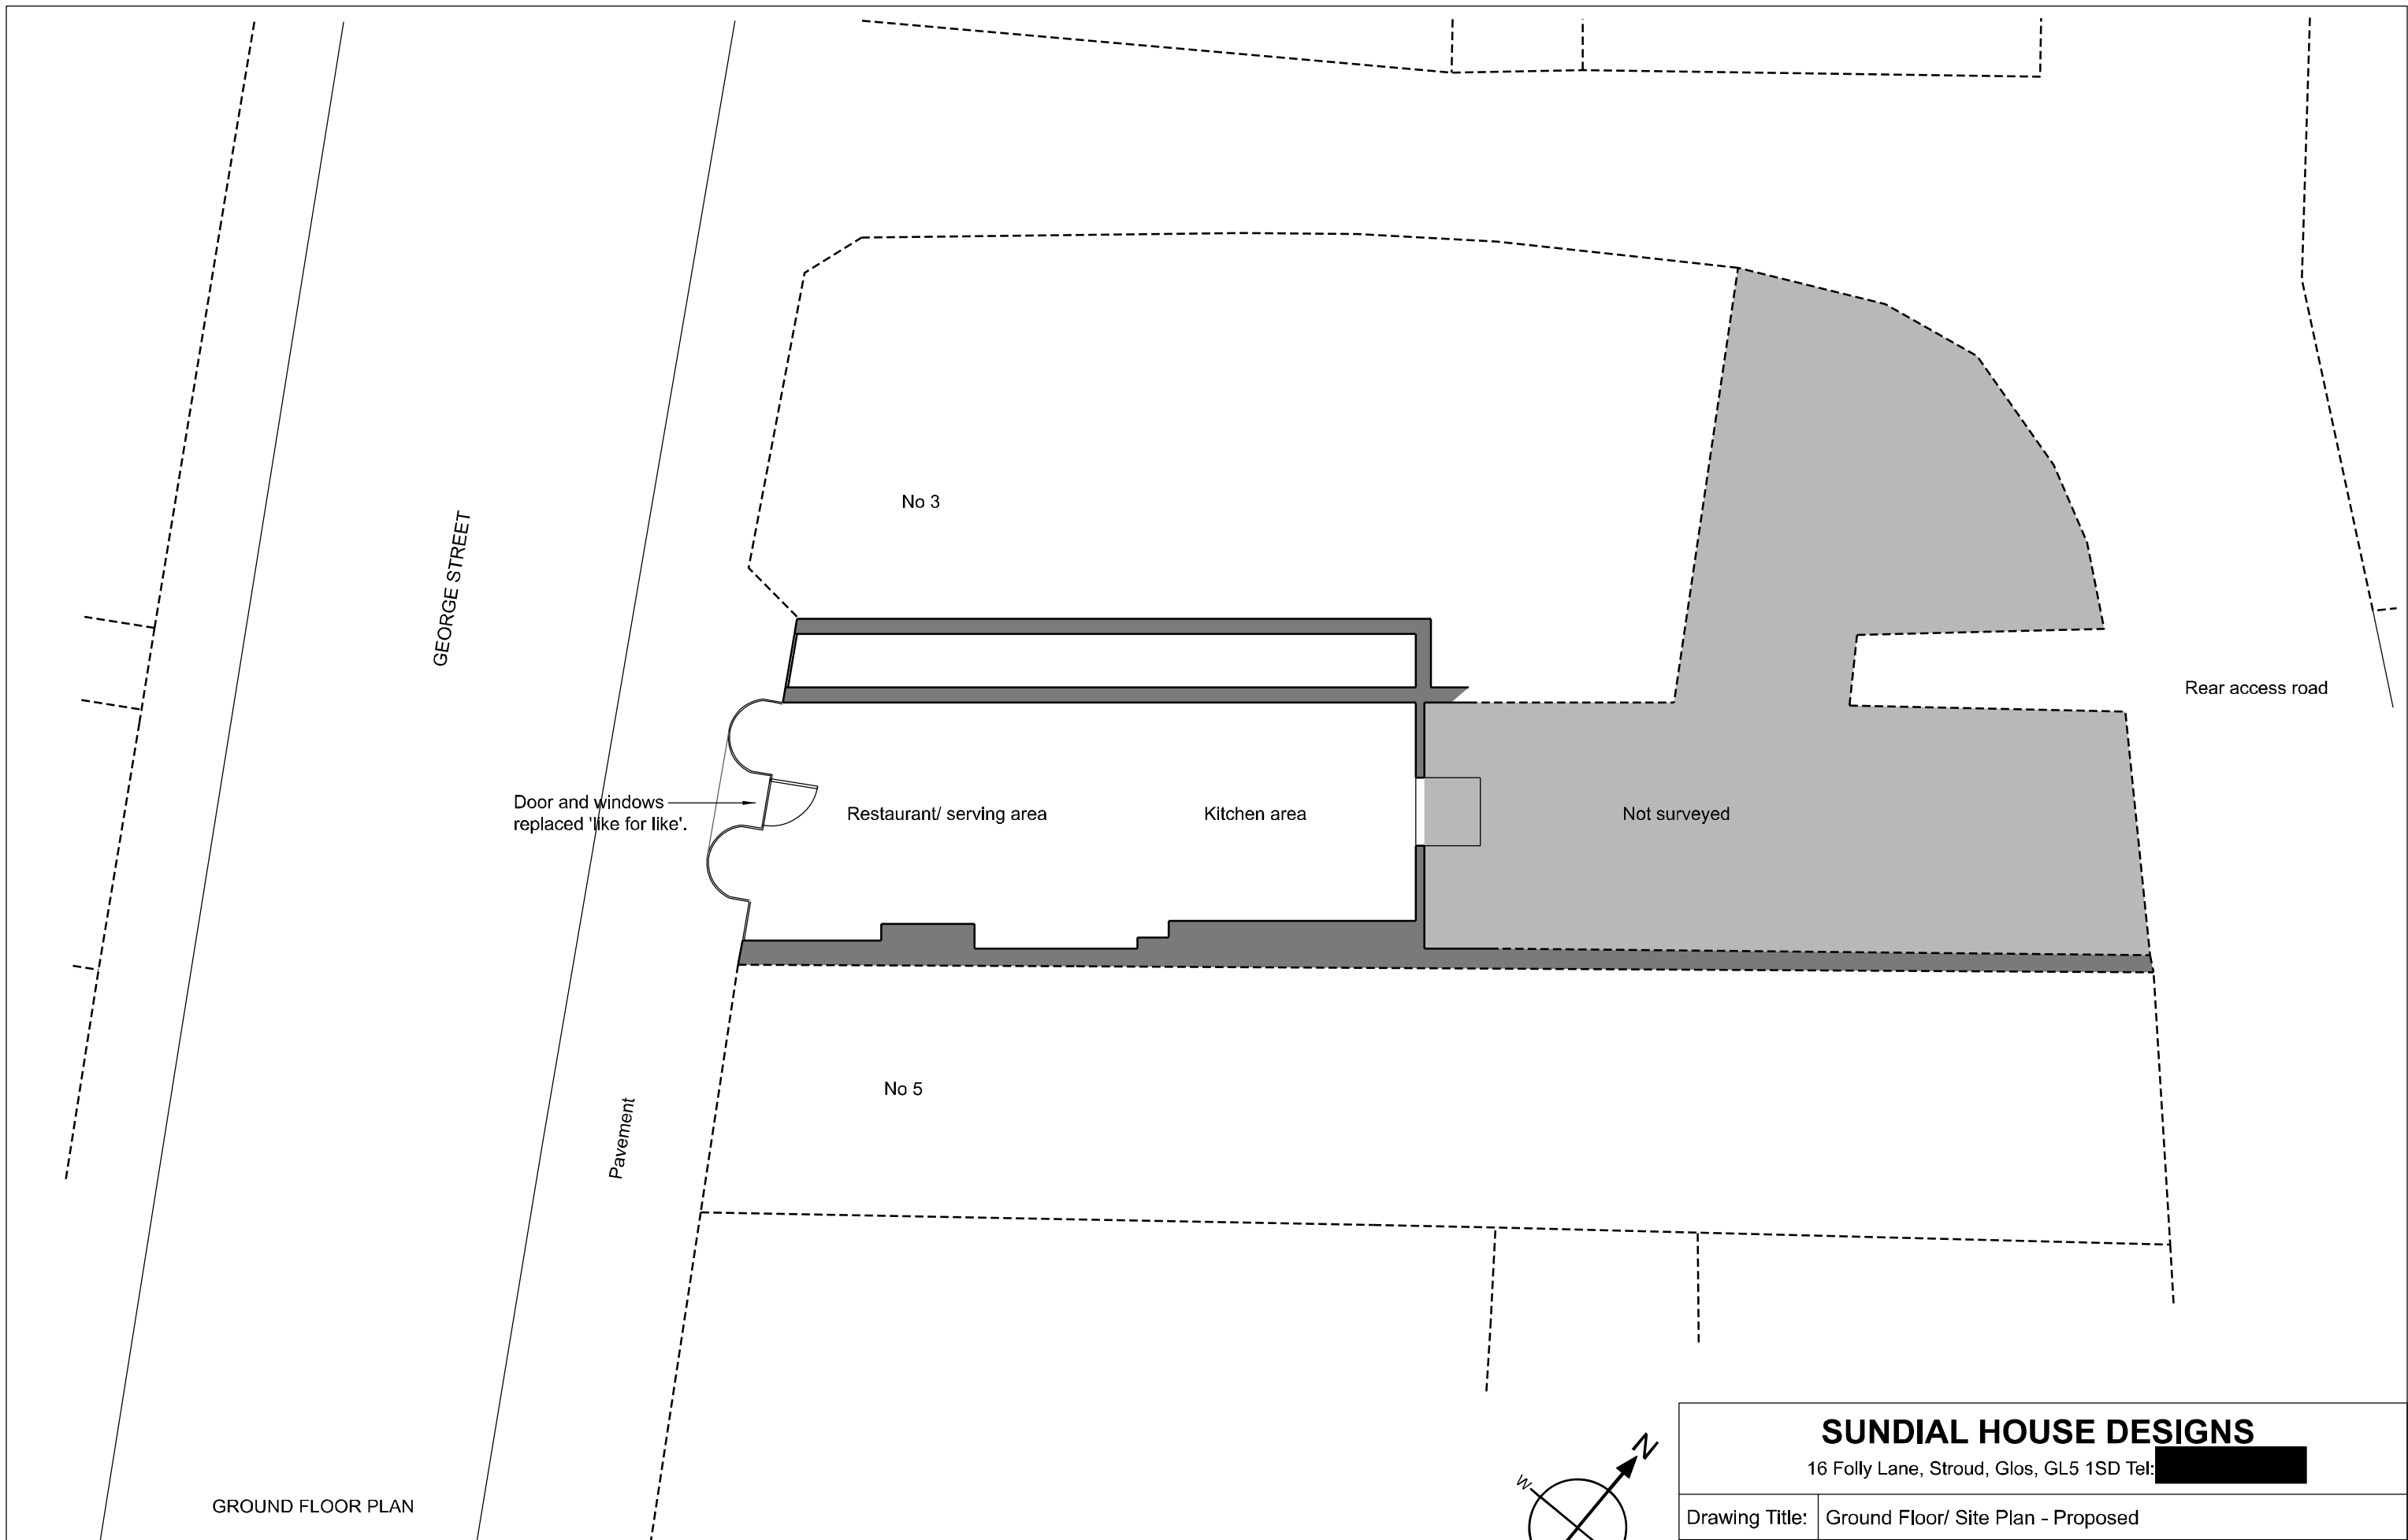 No 3
GEORGE STREET
Rear access road
Door and windows
replaced 'like for like'.
Restaurant/ serving area
Kitchen area
Not surveyed
No 5
Pavement
GROUND FLOOR PLAN
N
W
SUNDIAL HOUSE DESIGNS
16 Folly Lane, Stroud, Glos, GL5 1SD Tel:
Drawing Title: Ground Floor/ Site Plan - Proposed